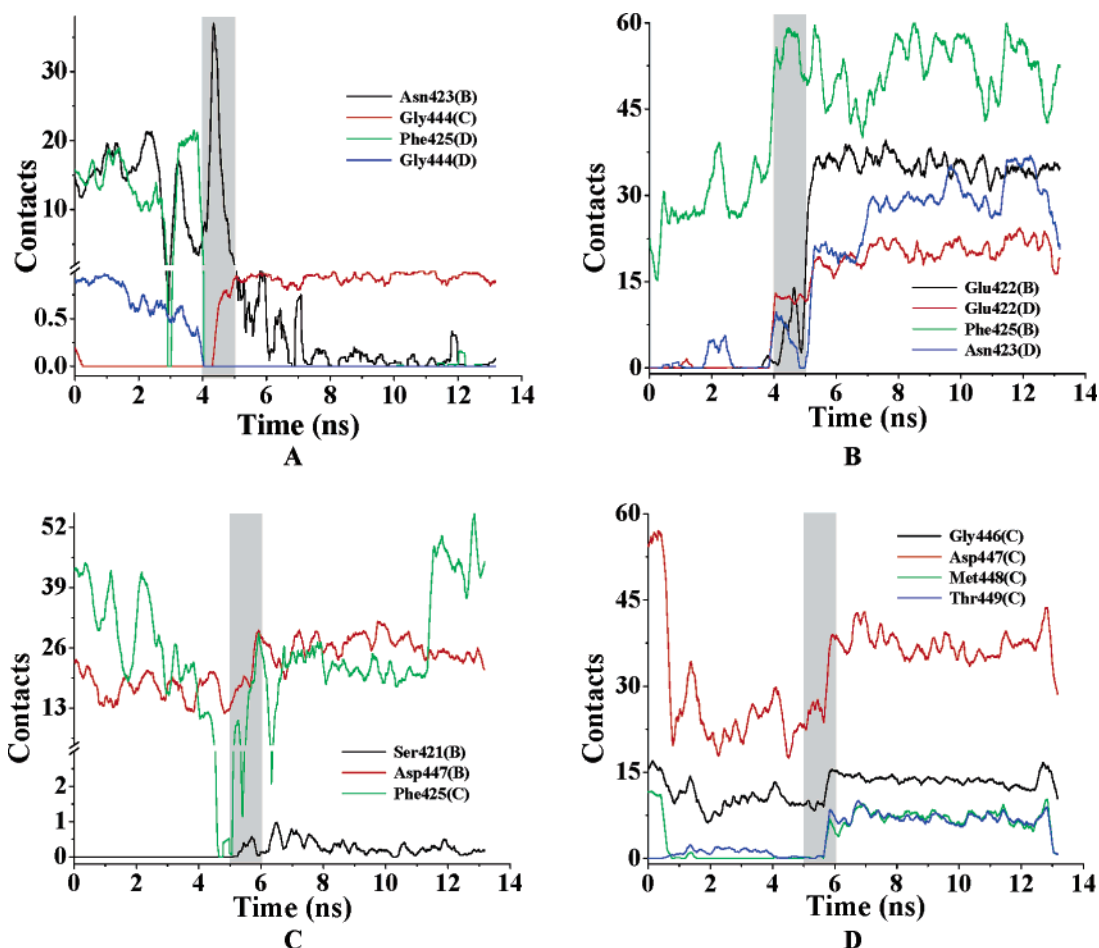 Contacts
30
20
10
0.5
0.0
0 2 4 6 8 10 12 14
Time (ns)
Asn423(B)
Gly444(C)
Phe425(D)
Gly444(D)
A
Contacts
60
45
30
15
0
0 2 4 6 8 10 12 14
Time (ns)
Glu422(B)
Glu422(D)
Phe425(B)
Asn423(D)
B
Contacts
52
39
26
13
2
1
0
0 2 4 6 8 10 12 14
Time (ns)
Ser421(B)
Asp447(B)
Phe425(C)
C
Contacts
60
45
30
15
0
0 2 4 6 8 10 12 14
Time (ns)
Gly446(C)
Asp447(C)
Met448(C)
Thr449(C)
D